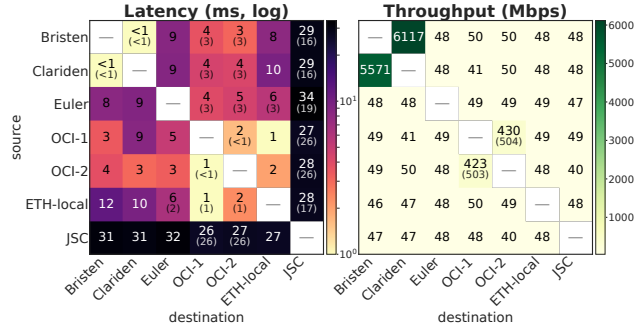 Latency (ms, log) Throughput (Mbps)
source
Bristen — <1 (<1) 9 4 (3) 3 (3) 8 29 (16)
Clariden <1 (<1) — 9 4 (3) 4 (3) 10 29 (16)
Euler 8 9 — 4 (3) 5 (3) 6 (3) 34 (19)
OCI-1 3 9 5 — 2 (<1) 1 27 (26)
OCI-2 4 3 3 1 (<1) — 2 28 (26)
ETH-local 12 10 6 (2) 1 (1) 2 (1) — 28 (17)
JSC 31 31 32 26 (26) 27 (26) 27 —
Bristen Clariden Euler OCI-1 OCI-2 ETH-local JSC
destination
10¹
10⁰
— 6117 48 50 50 48 48
5571 — 48 41 50 48 48
48 48 — 49 49 49 47
49 41 49 — 430 (504) 49 49
49 50 48 423 (503) — 48 40
46 47 48 50 49 — 48
47 47 48 48 40 48 —
Bristen Clariden Euler OCI-1 OCI-2 ETH-local JSC
destination
6000
5000
4000
3000
2000
1000